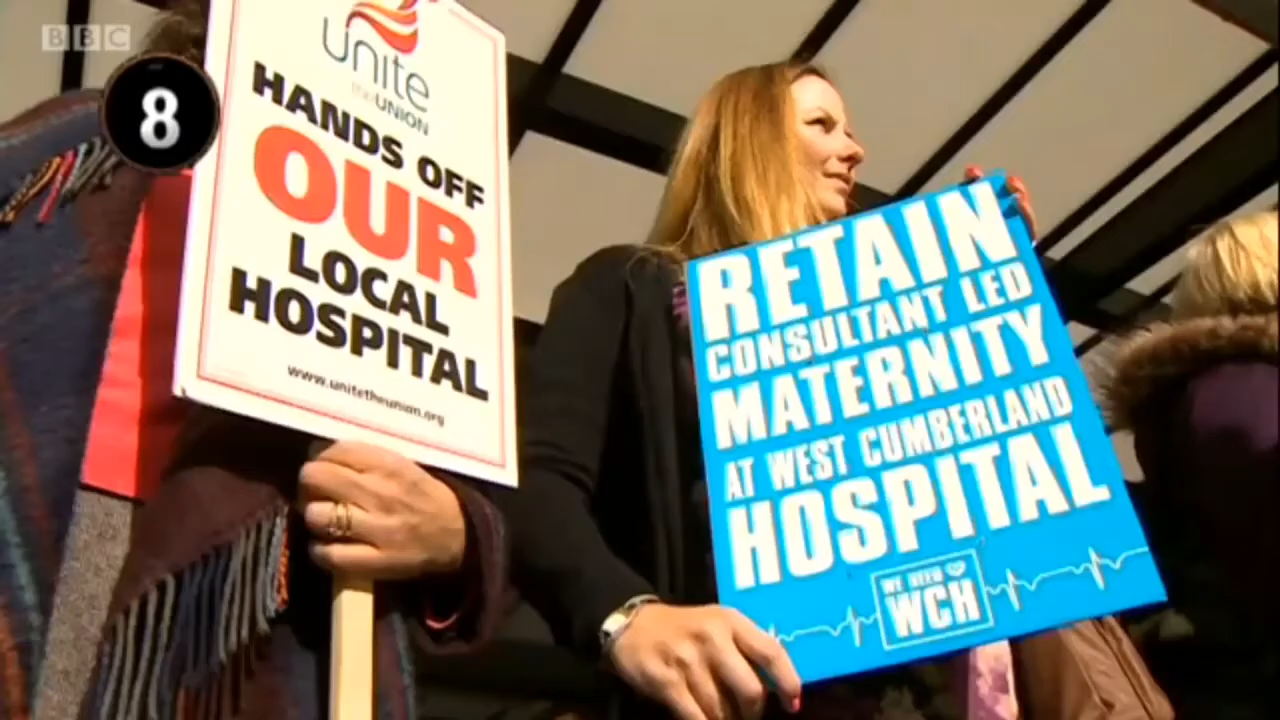 BBC
8
unite
the UNION
HANDS OFF
OUR
LOCAL
HOSPITAL
www.unitetheunion.org
RETAIN
CONSULTANT LED
MATERNITY
AT WEST CUMBERLAND
HOSPITAL
WE NEED
WCH